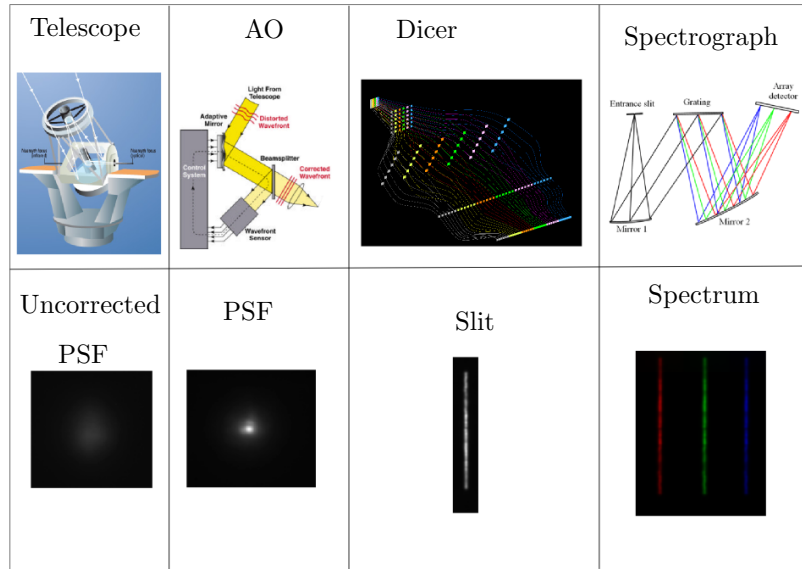 Telescope
AO
Dicer
Spectrograph
Light From
Telescope
Adaptive
Mirror
Distorted
Wavefront
Beamsplitter
Control
System
Corrected
Wavefront
Wavefront
Sensor
Entrance slit
Grating
Array
detector
Mirror 1
Mirror 2
Uncorrected
PSF
PSF
Slit
Spectrum